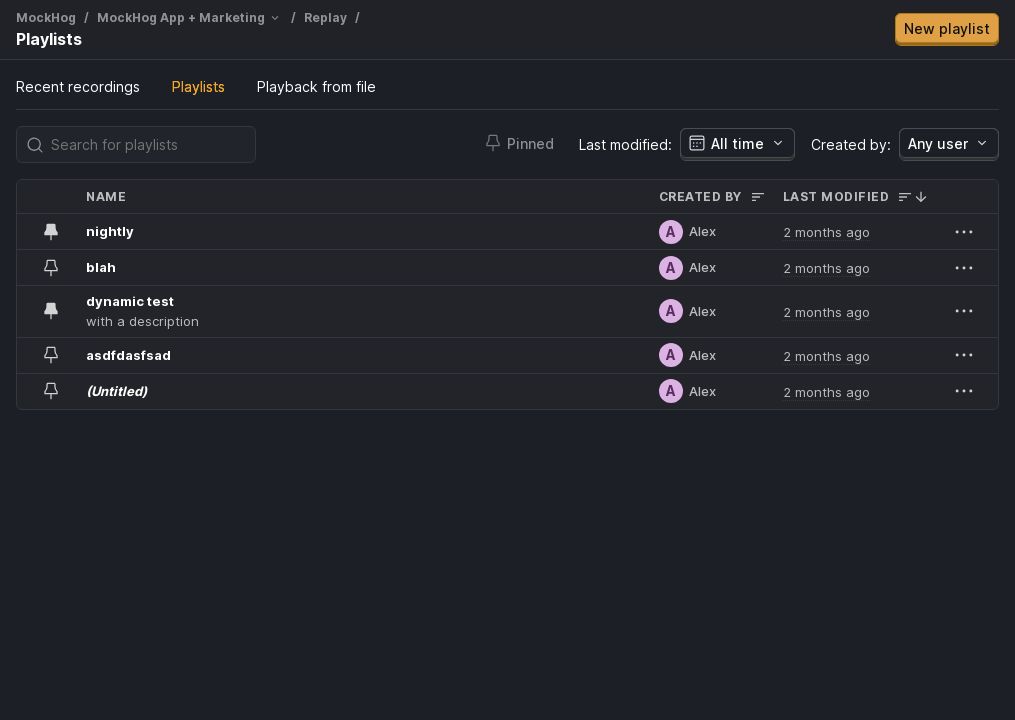 MockHog / MockHog App + Marketing / Replay /
Playlists
New playlist
Recent recordings Playlists Playback from file
Search for playlists Pinned Last modified: All time Created by: Any user
NAME CREATED BY LAST MODIFIED
nightly A Alex 2 months ago
blah A Alex 2 months ago
dynamic test A Alex 2 months ago
with a description
asdfdasfsad A Alex 2 months ago
(Untitled) A Alex 2 months ago